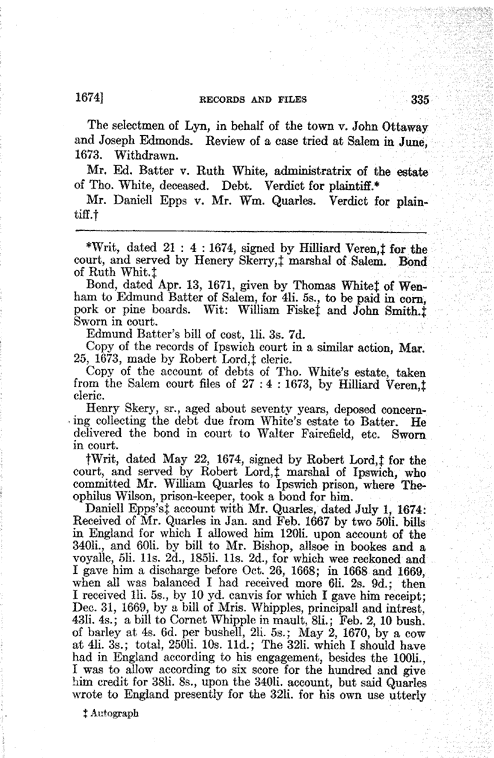 1674] RECORDS AND FILES 335
The selectmen of Lyn, in behalf of the town v. John Ottaway
and Joseph Edmonds. Review of a case tried at Salem in June,
1673. Withdrawn.
Mr. Ed. Batter v. Ruth White, administratrix of the estate
of Tho. White, deceased. Debt. Verdict for plaintiff.*
Mr. Daniell Epps v. Mr. Wm. Quarles. Verdict for plain-
tiff.†
*Writ, dated 21 : 4 : 1674, signed by Hilliard Veren,‡ for the
court, and served by Henery Skerry,‡ marshal of Salem. Bond
of Ruth Whit.‡
Bond, dated Apr. 13, 1671, given by Thomas White‡ of Wen-
ham to Edmund Batter of Salem, for 4li. 5s., to be paid in corn,
pork or pine boards. Wit: William Fiske‡ and John Smith.‡
Sworn in court.
Edmund Batter's bill of cost, 1li. 3s. 7d.
Copy of the records of Ipswich court in a similar action, Mar.
25, 1673, made by Robert Lord,‡ cleric.
Copy of the account of debts of Tho. White's estate, taken
from the Salem court files of 27 : 4 : 1673, by Hilliard Veren,‡
cleric.
Henry Skery, sr., aged about seventy years, deposed concern-
ing collecting the debt due from White's estate to Batter. He
delivered the bond in court to Walter Fairefield, etc. Sworn
in court.
†Writ, dated May 22, 1674, signed by Robert Lord,‡ for the
court, and served by Robert Lord,‡ marshal of Ipswich, who
committed Mr. William Quarles to Ipswich prison, where The-
ophilus Wilson, prison-keeper, took a bond for him.
Daniell Epps's‡ account with Mr. Quarles, dated July 1, 1674:
Received of Mr. Quarles in Jan. and Feb. 1667 by two 50li. bills
in England for which I allowed him 120li. upon account of the
340li., and 60li. by bill to Mr. Bishop, allsoe in bookes and a
voyalle, 5li. 11s. 2d., 185li. 11s. 2d., for which wee reckoned and
I gave him a discharge before Oct. 26, 1668; in 1668 and 1669,
when all was balanced I had received more 6li. 2s. 9d.; then
I received 1li. 5s., by 10 yd. canvis for which I gave him receipt;
Dec. 31, 1669, by a bill of Mris. Whipples, principall and intrest,
43li. 4s.; a bill to Cornet Whipple in mault, 8li.; Feb. 2, 10 bush.
of barley at 4s. 6d. per bushell, 2li. 5s.; May 2, 1670, by a cow
at 4li. 3s.; total, 250li. 10s. 11d.; The 32li. which I should have
had in England according to his engagement, besides the 100li.,
I was to allow according to six score for the hundred and give
him credit for 38li. 8s., upon the 340li. account, but said Quarles
wrote to England presently for the 32li. for his own use utterly
‡ Autograph